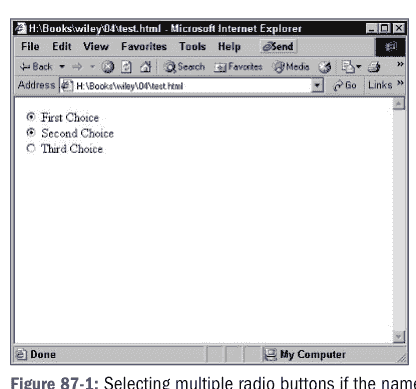 H:\Books\wiley\04\test.html - Microsoft Internet Explorer
File Edit View Favorites Tools Help Send
Back Search Favorites Media »
Address H:\Books\wiley\04\test.html Go Links »
First Choice
Second Choice
Third Choice
Done My Computer
Figure 87-1: Selecting multiple radio buttons if the name